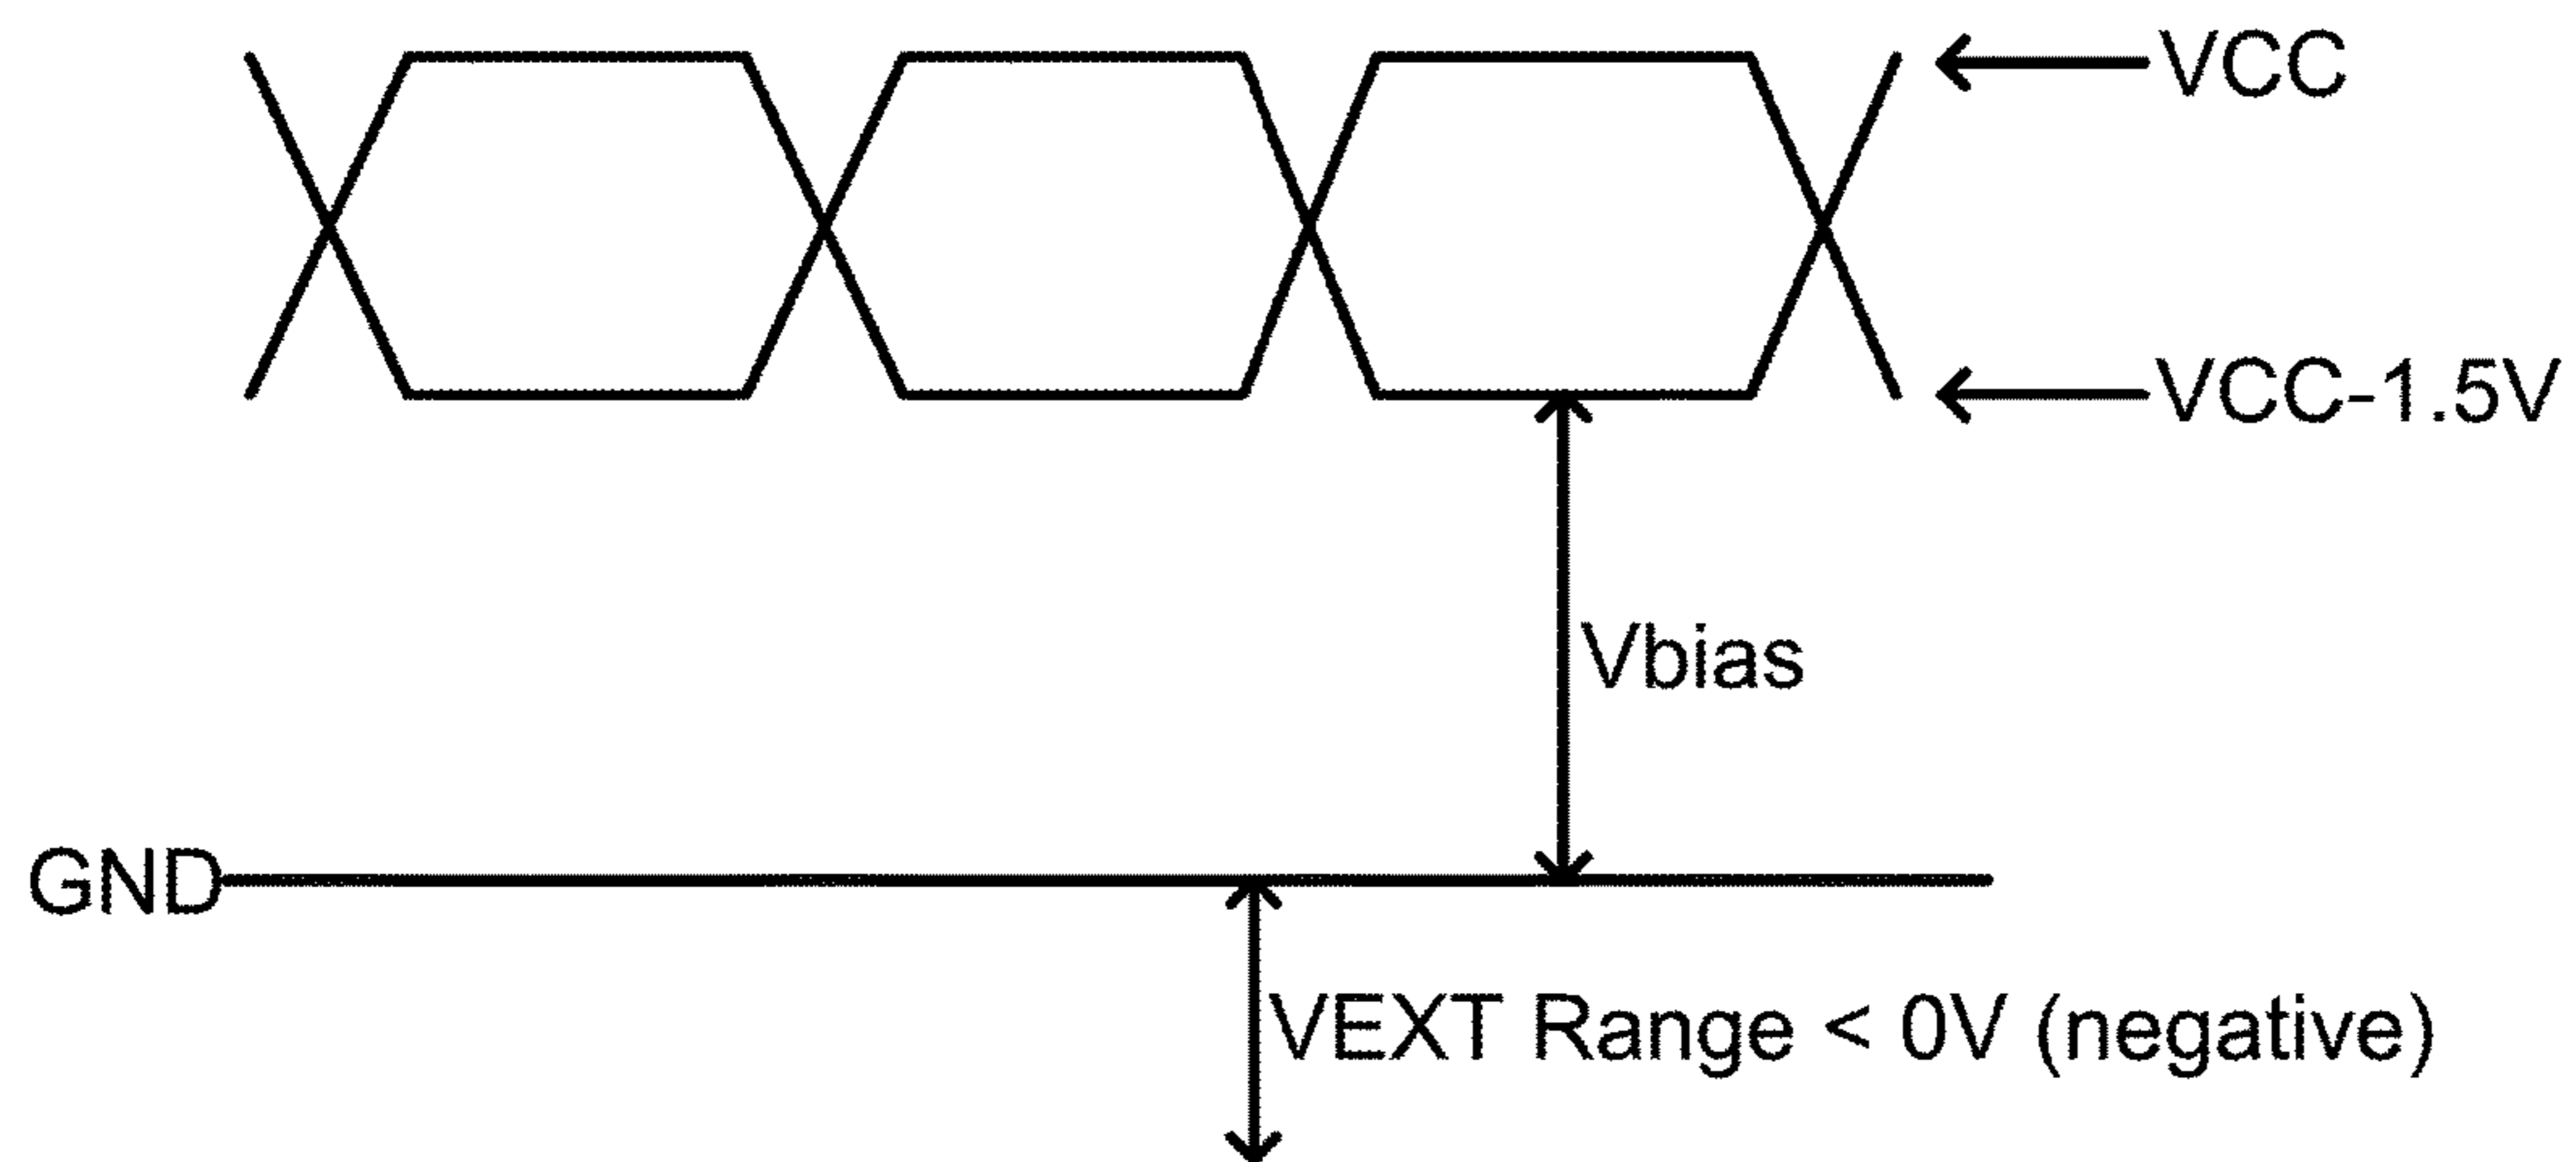 VCC
VCC-1.5V
Vbias
GND
VEXT Range < 0V (negative)